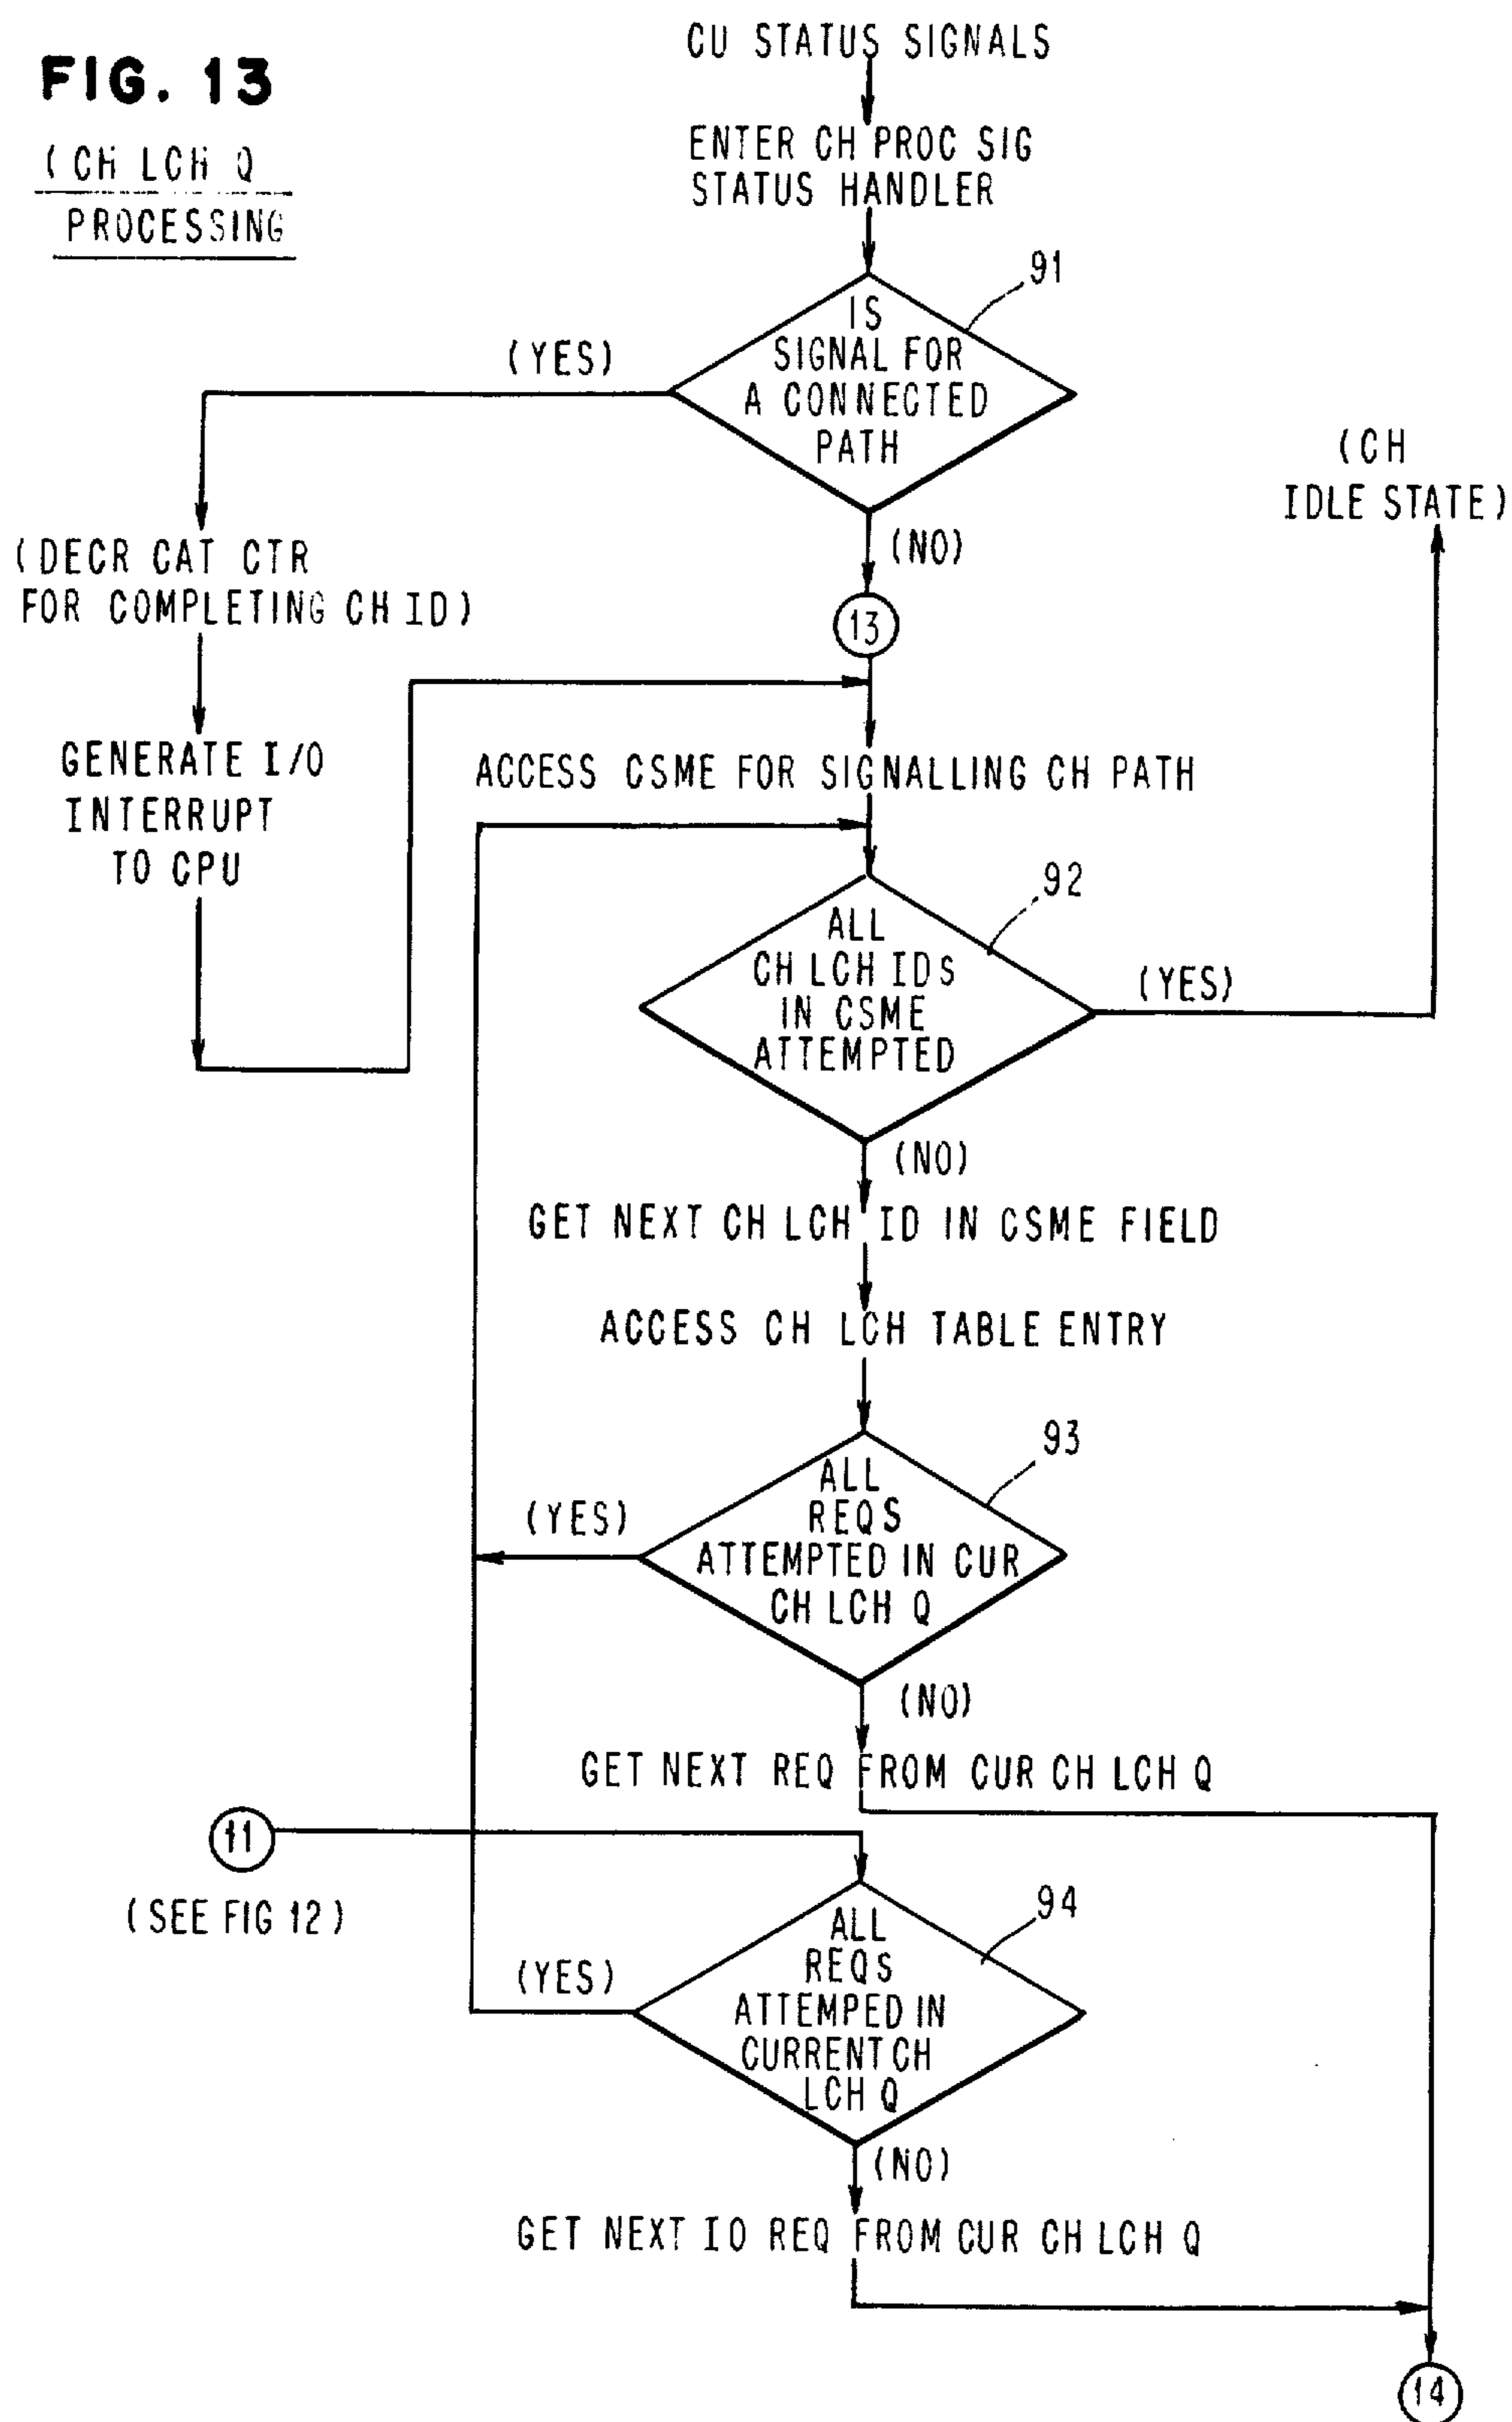 FIG. 13
(CH LCH Q
PROCESSING
CU STATUS SIGNALS
ENTER CH PROC SIG
STATUS HANDLER
91
IS
SIGNAL FOR
A CONNECTED
PATH
(YES)
(NO)
(CH
IDLE STATE)
(DECR CAT CTR
FOR COMPLETING CH ID)
13
GENERATE I/O
INTERRUPT
TO CPU
ACCESS CSME FOR SIGNALLING CH PATH
92
ALL
CH LCH IDS
IN CSME
ATTEMPTED
(YES)
(NO)
GET NEXT CH LCH ID IN CSME FIELD
ACCESS CH LCH TABLE ENTRY
93
ALL
REQS
ATTEMPTED IN CUR
CH LCH Q
(YES)
(NO)
GET NEXT REQ FROM CUR CH LCH Q
11
(SEE FIG 12)
94
ALL
REQS
ATTEMPED IN
CURRENT CH
LCH Q
(YES)
(NO)
GET NEXT IO REQ FROM CUR CH LCH Q
14